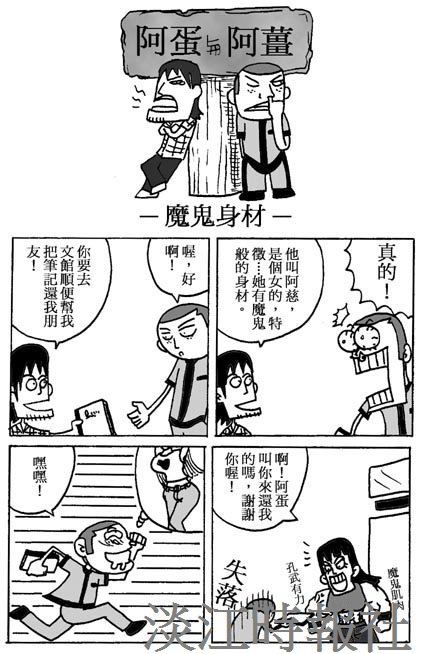 阿蛋與阿薑
—魔鬼身材—
你要去
文館順便幫我
把筆記還我朋
友！
喔，好
啊！
他叫阿慈，
是個女的，特
徵…她有魔鬼
般的身材。
真的！
嘿嘿！
啊！阿蛋
叫你來還我
的嗎，謝謝
你喔！
失落
孔武有力
魔鬼肌肉
淡江時報社